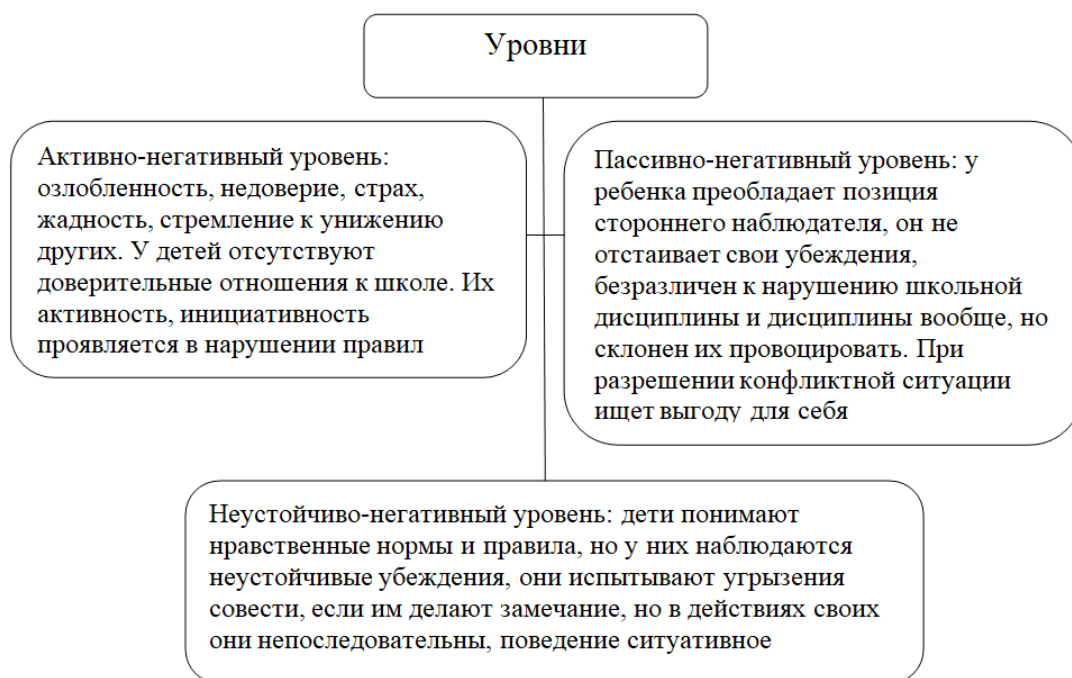 Уровни
Активно-негативный уровень:
озлобленность, недоверие, страх,
жадность, стремление к унижению
других. У детей отсутствуют
доверительные отношения к школе. Их
активность, инициативность
проявляется в нарушении правил
Пассивно-негативный уровень: у
ребенка преобладает позиция
стороннего наблюдателя, он не
отстаивает свои убеждения,
безразличен к нарушению школьной
дисциплины и дисциплины вообще, но
склонен их провоцировать. При
разрешении конфликтной ситуации
ищет выгоду для себя
Неустойчиво-негативный уровень: дети понимают
нравственные нормы и правила, но у них наблюдаются
неустойчивые убеждения, они испытывают угрызения
совести, если им делают замечание, но в действиях своих
они непоследовательны, поведение ситуативное